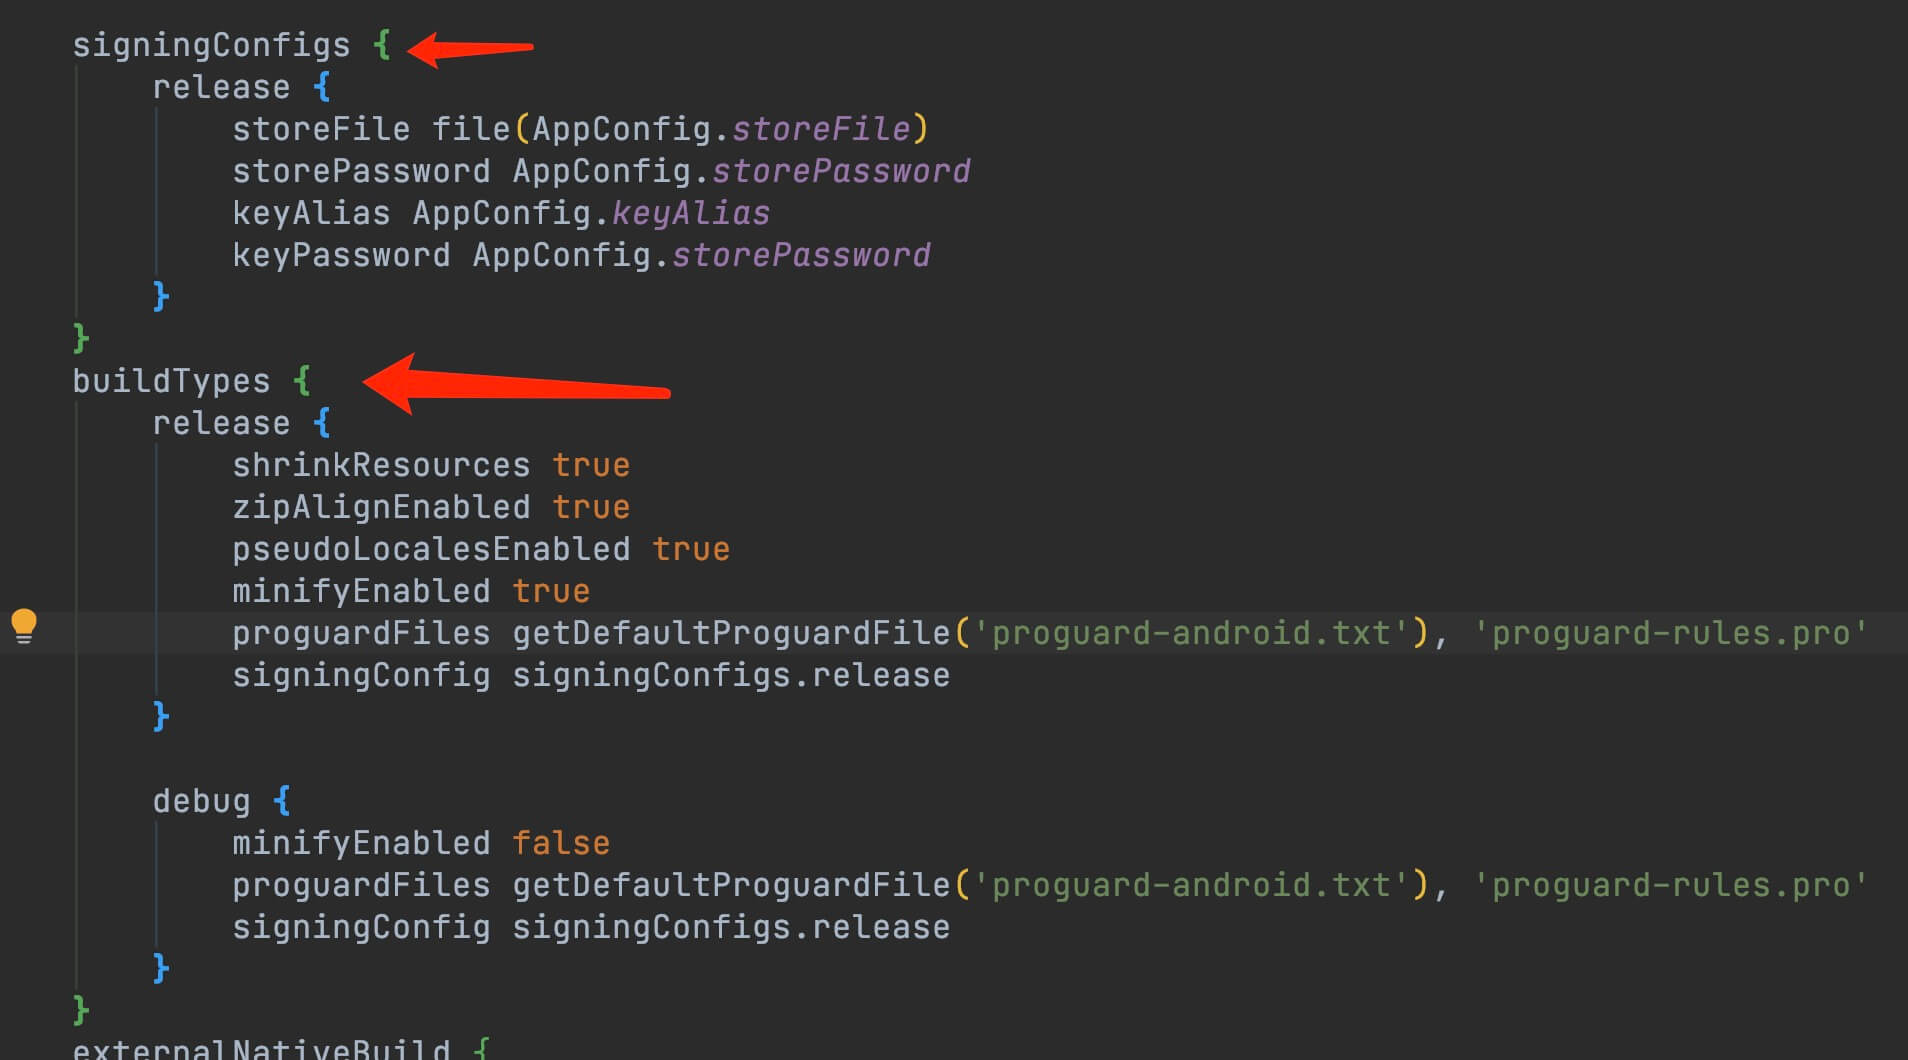 signingConfigs {
release {
storeFile file(AppConfig.storeFile)
storePassword AppConfig.storePassword
keyAlias AppConfig.keyAlias
keyPassword AppConfig.storePassword
}
}
buildTypes {
release {
shrinkResources true
zipAlignEnabled true
pseudoLocalesEnabled true
minifyEnabled true
proguardFiles getDefaultProguardFile('proguard-android.txt'), 'proguard-rules.pro'
signingConfig signingConfigs.release
}
debug {
minifyEnabled false
proguardFiles getDefaultProguardFile('proguard-android.txt'), 'proguard-rules.pro'
signingConfig signingConfigs.release
}
}
externalNativeBuild {